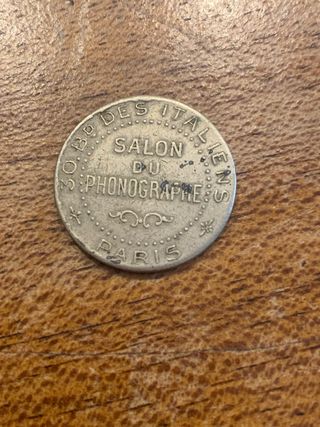 30. BD DES ITALIENS
SALON
DU
PHONOGRAPHE
PARIS